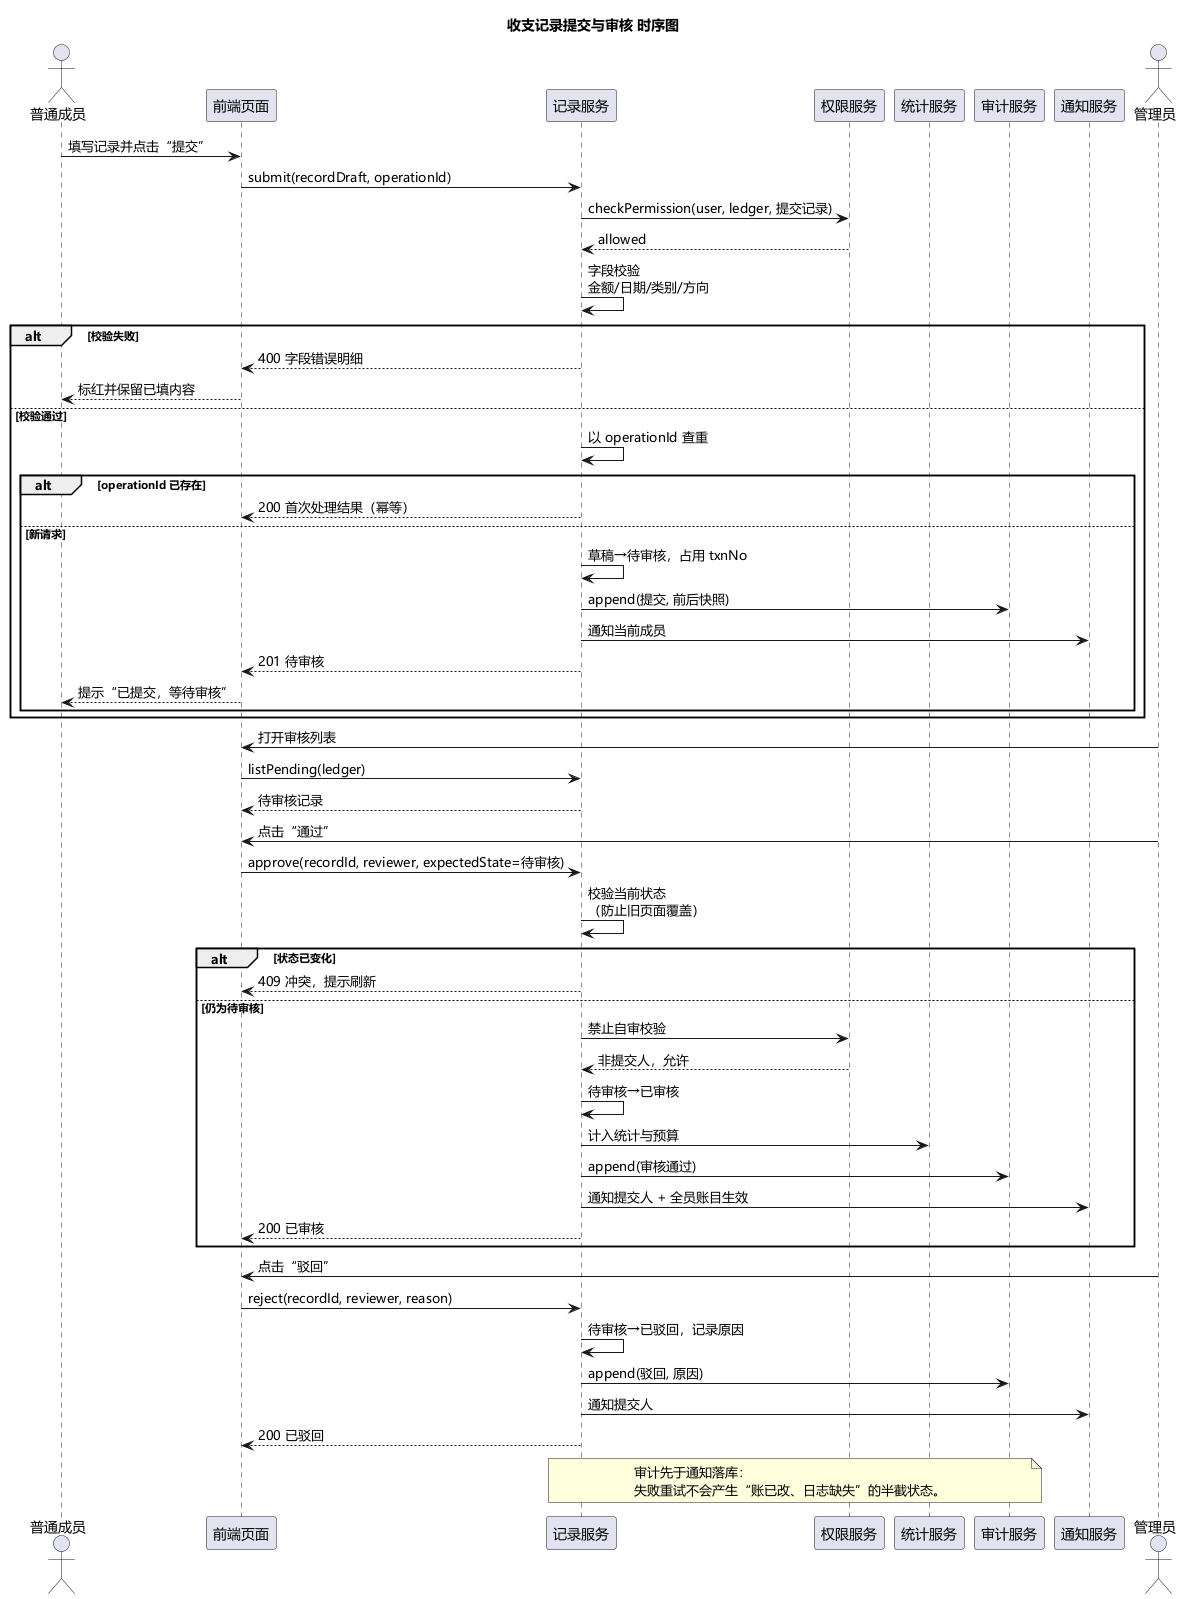 收支记录提交与审核 时序图
普通成员
前端页面
记录服务
权限服务
统计服务
审计服务
通知服务
管理员
填写记录并点击“提交”
submit(recordDraft, operationId)
checkPermission(user, ledger, 提交记录)
allowed
字段校验
金额/日期/类别/方向
alt
[校验失败]
400 字段错误明细
标红并保留已填内容
[校验通过]
以 operationId 查重
alt
[operationId 已存在]
200 首次处理结果（幂等）
[新请求]
草稿→待审核，占用 txnNo
append(提交, 前后快照)
通知当前成员
201 待审核
提示“已提交，等待审核”
打开审核列表
listPending(ledger)
待审核记录
点击“通过”
approve(recordId, reviewer, expectedState=待审核)
校验当前状态
（防止旧页面覆盖）
alt
[状态已变化]
409 冲突，提示刷新
[仍为待审核]
禁止自审校验
非提交人，允许
待审核→已审核
计入统计与预算
append(审核通过)
通知提交人 + 全员账目生效
200 已审核
点击“驳回”
reject(recordId, reviewer, reason)
待审核→已驳回，记录原因
append(驳回, 原因)
通知提交人
200 已驳回
审计先于通知落库：
失败重试不会产生“账已改、日志缺失”的半截状态。
普通成员
前端页面
记录服务
权限服务
统计服务
审计服务
通知服务
管理员